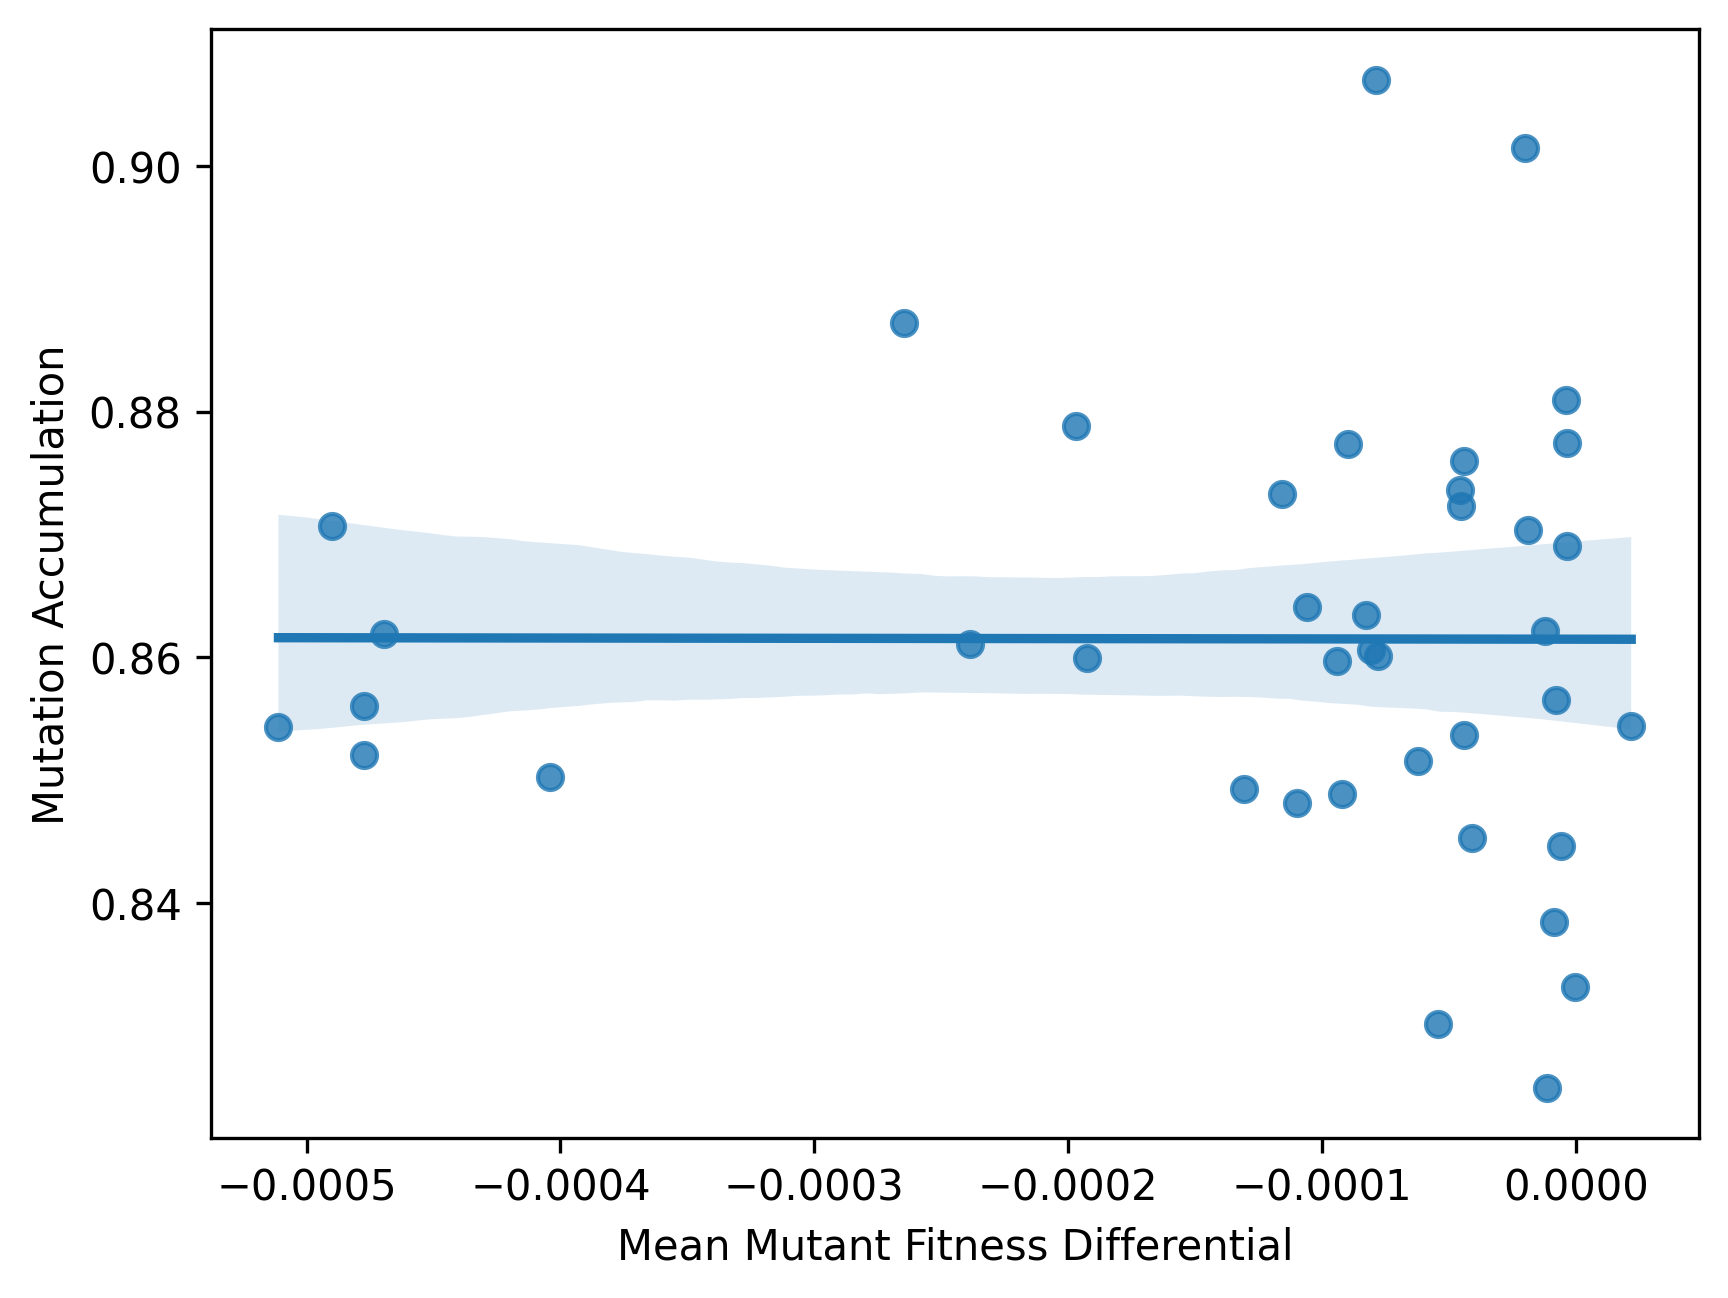 0.90
0.88
0.86
0.84
Mutation Accumulation
−0.0005 −0.0004 −0.0003 −0.0002 −0.0001 0.0000
Mean Mutant Fitness Differential